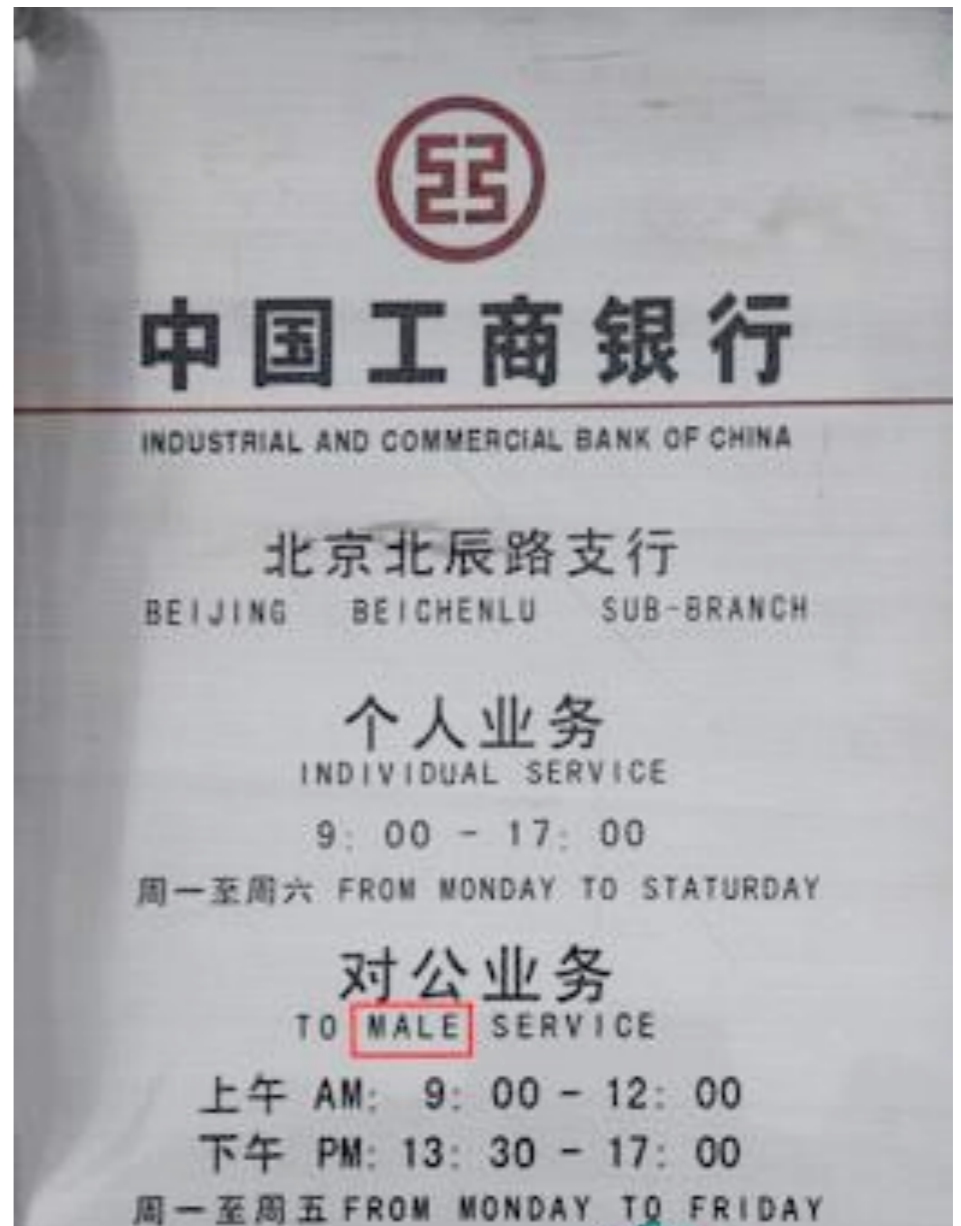 中国工商银行
INDUSTRIAL AND COMMERCIAL BANK OF CHINA
北京北辰路支行
BEIJING BEICHENLU SUB-BRANCH
个人业务
INDIVIDUAL SERVICE
9: 00 - 17: 00
周一至周六 FROM MONDAY TO STATURDAY
对公业务
TO MALE SERVICE
上午 AM: 9: 00 - 12: 00
下午 PM: 13: 30 - 17: 00
周一至周五 FROM MONDAY TO FRIDAY